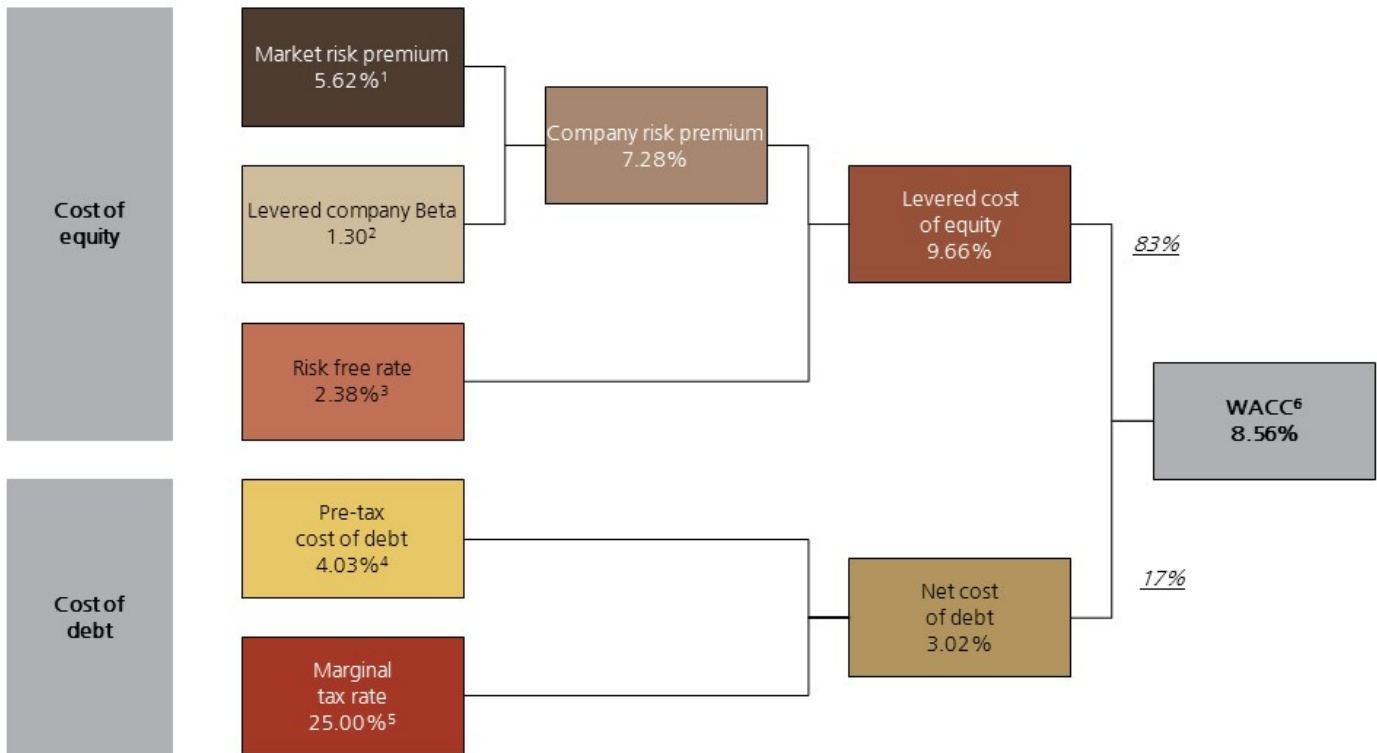 Cost of
equity
Market risk premium
5.62%¹
Levered company Beta
1.30²
Risk free rate
2.38%³
Company risk premium
7.28%
Levered cost
of equity
9.66%
83%
WACC⁶
8.56%
Cost of
debt
Pre-tax
cost of debt
4.03%⁴
Marginal
tax rate
25.00%⁵
Net cost
of debt
3.02%
17%